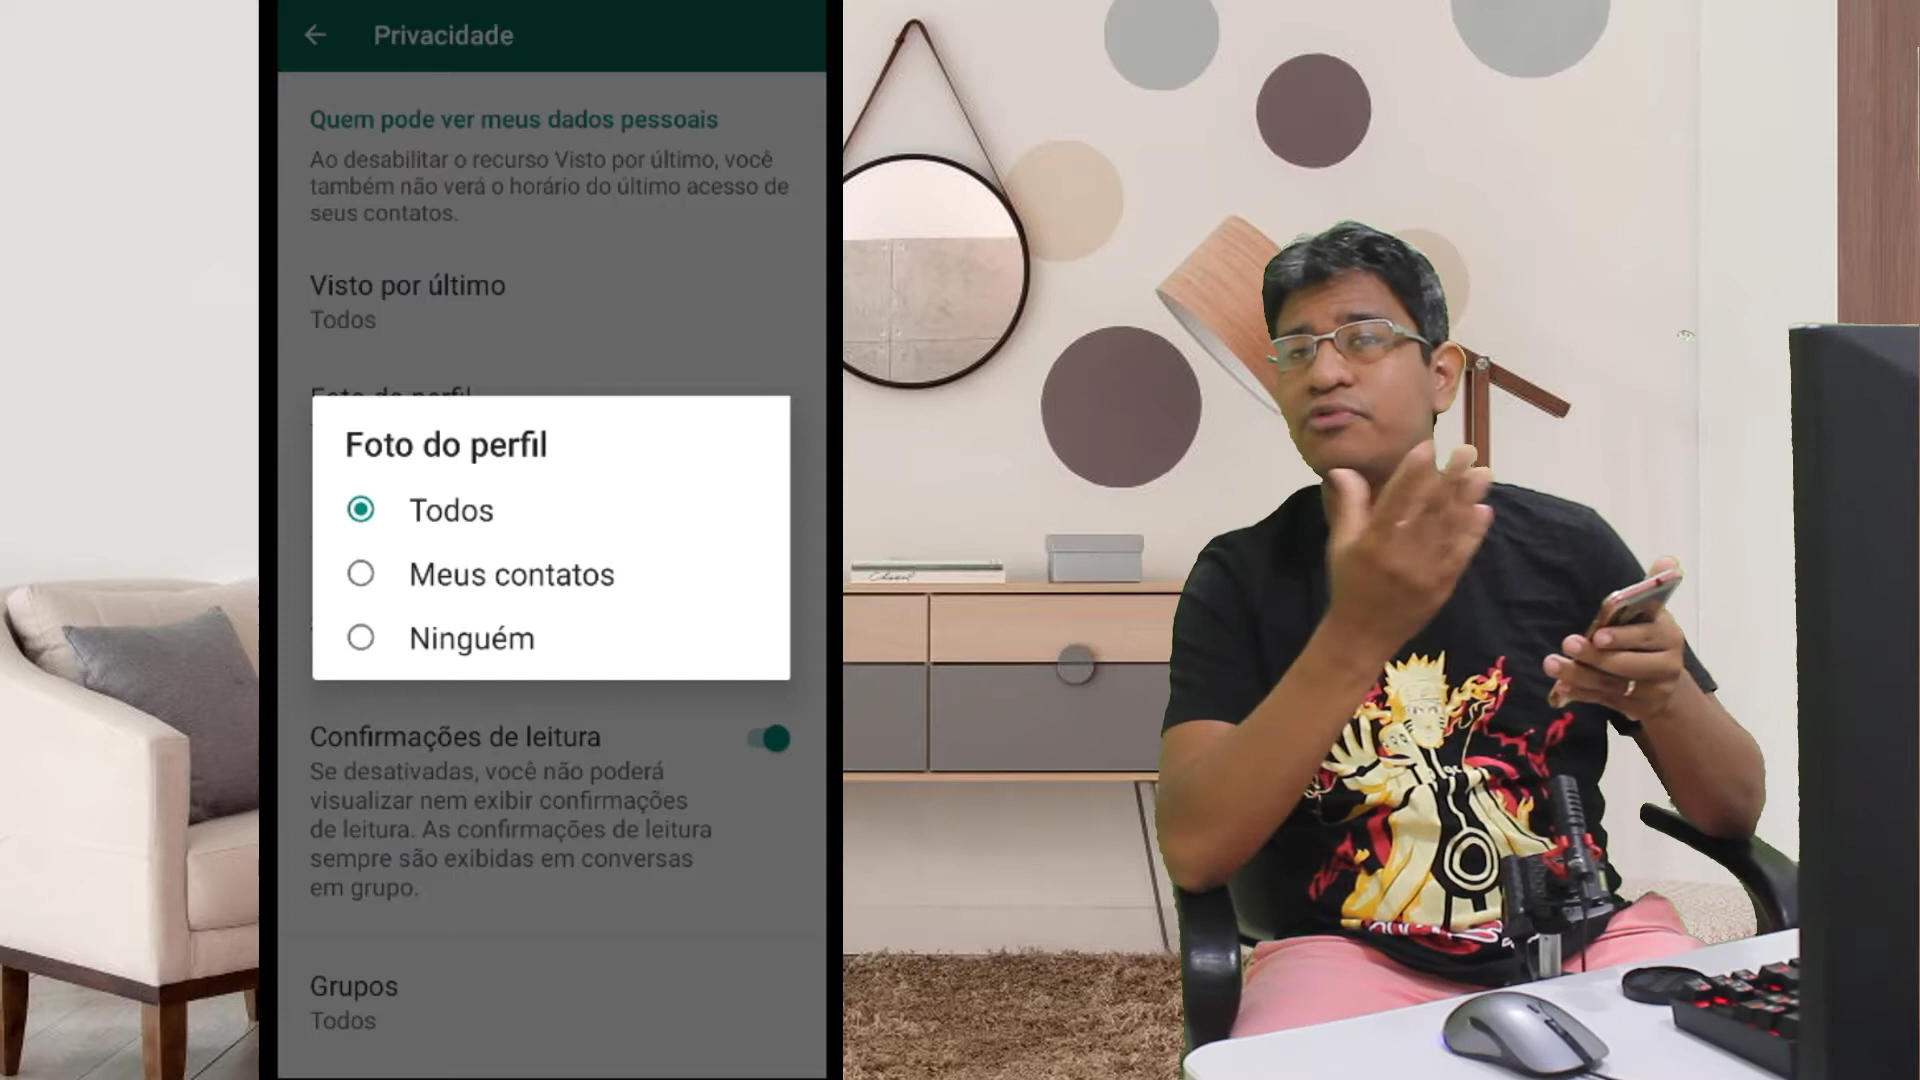 Privacidade
Quem pode ver meus dados pessoais
Ao desabilitar o recurso Visto por último, você
também não verá o horário do último acesso de
seus contatos.
Visto por último
Todos
Foto do perfil
Foto do perfil
Todos
Meus contatos
Ninguém
Confirmações de leitura
Se desativadas, você não poderá
visualizar nem exibir confirmações
de leitura. As confirmações de leitura
sempre são exibidas em conversas
em grupo.
Grupos
Todos